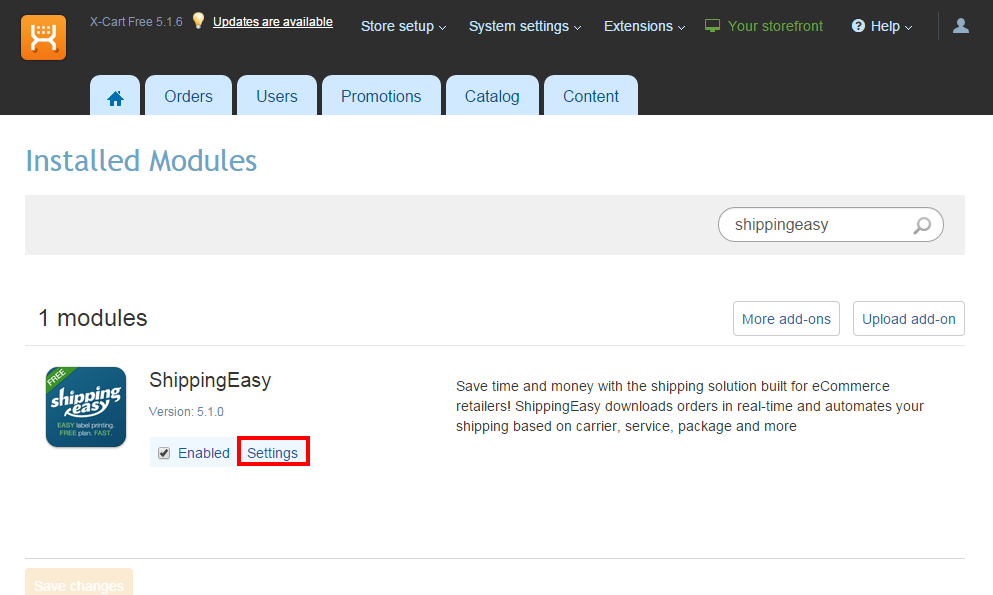 X-Cart Free 5.1.6 Updates are available Store setup System settings Extensions Your storefront ? Help
Orders Users Promotions Catalog Content
Installed Modules
shippingeasy
1 modules More add-ons Upload add-on
FREE
shipping
easy
EASY label printing.
FREE plan. FAST.
ShippingEasy
Version: 5.1.0
Enabled Settings
Save time and money with the shipping solution built for eCommerce
retailers! ShippingEasy downloads orders in real-time and automates your
shipping based on carrier, service, package and more
Save changes